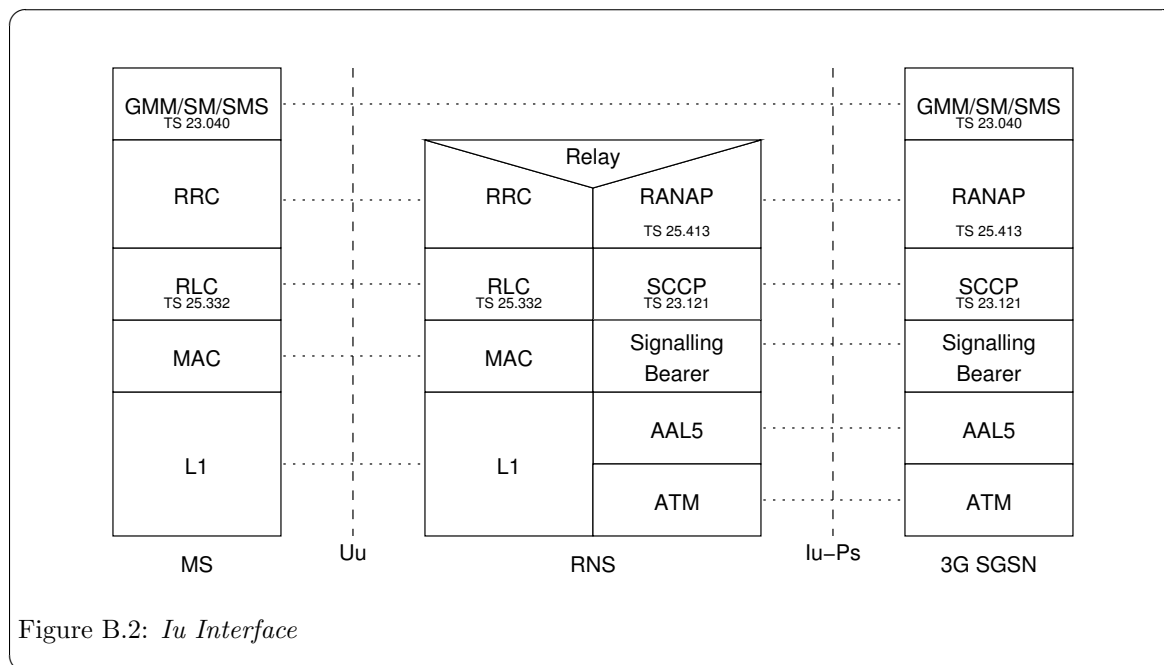 GMM/SM/SMS
TS 23.040
GMM/SM/SMS
TS 23.040
Relay
RRC
RRC
RANAP
TS 25.413
RANAP
TS 25.413
RLC
TS 25.332
RLC
TS 25.332
SCCP
TS 23.121
SCCP
TS 23.121
MAC
MAC
Signalling
Bearer
Signalling
Bearer
L1
L1
AAL5
AAL5
ATM
ATM
MS
Uu
RNS
Iu−Ps
3G SGSN
Figure B.2: Iu Interface